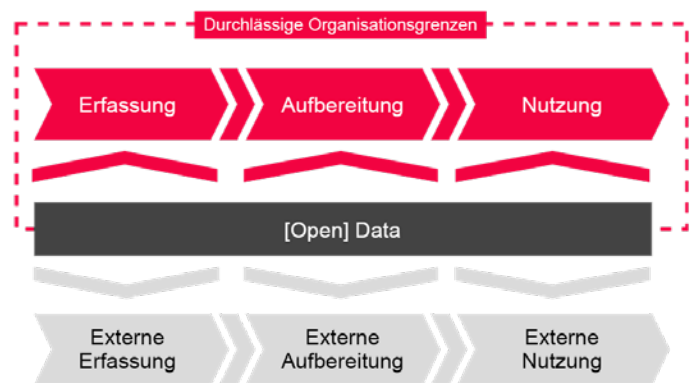 Durchlässige Organisationsgrenzen
Erfassung
Aufbereitung
Nutzung
[Open] Data
Externe
Erfassung
Externe
Aufbereitung
Externe
Nutzung